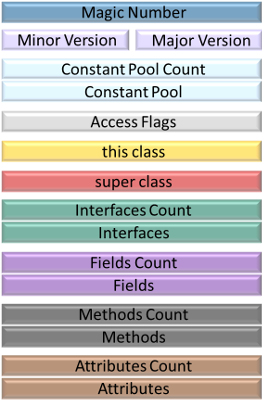 Magic Number
Minor Version Major Version
Constant Pool Count
Constant Pool
Access Flags
this class
super class
Interfaces Count
Interfaces
Fields Count
Fields
Methods Count
Methods
Attributes Count
Attributes